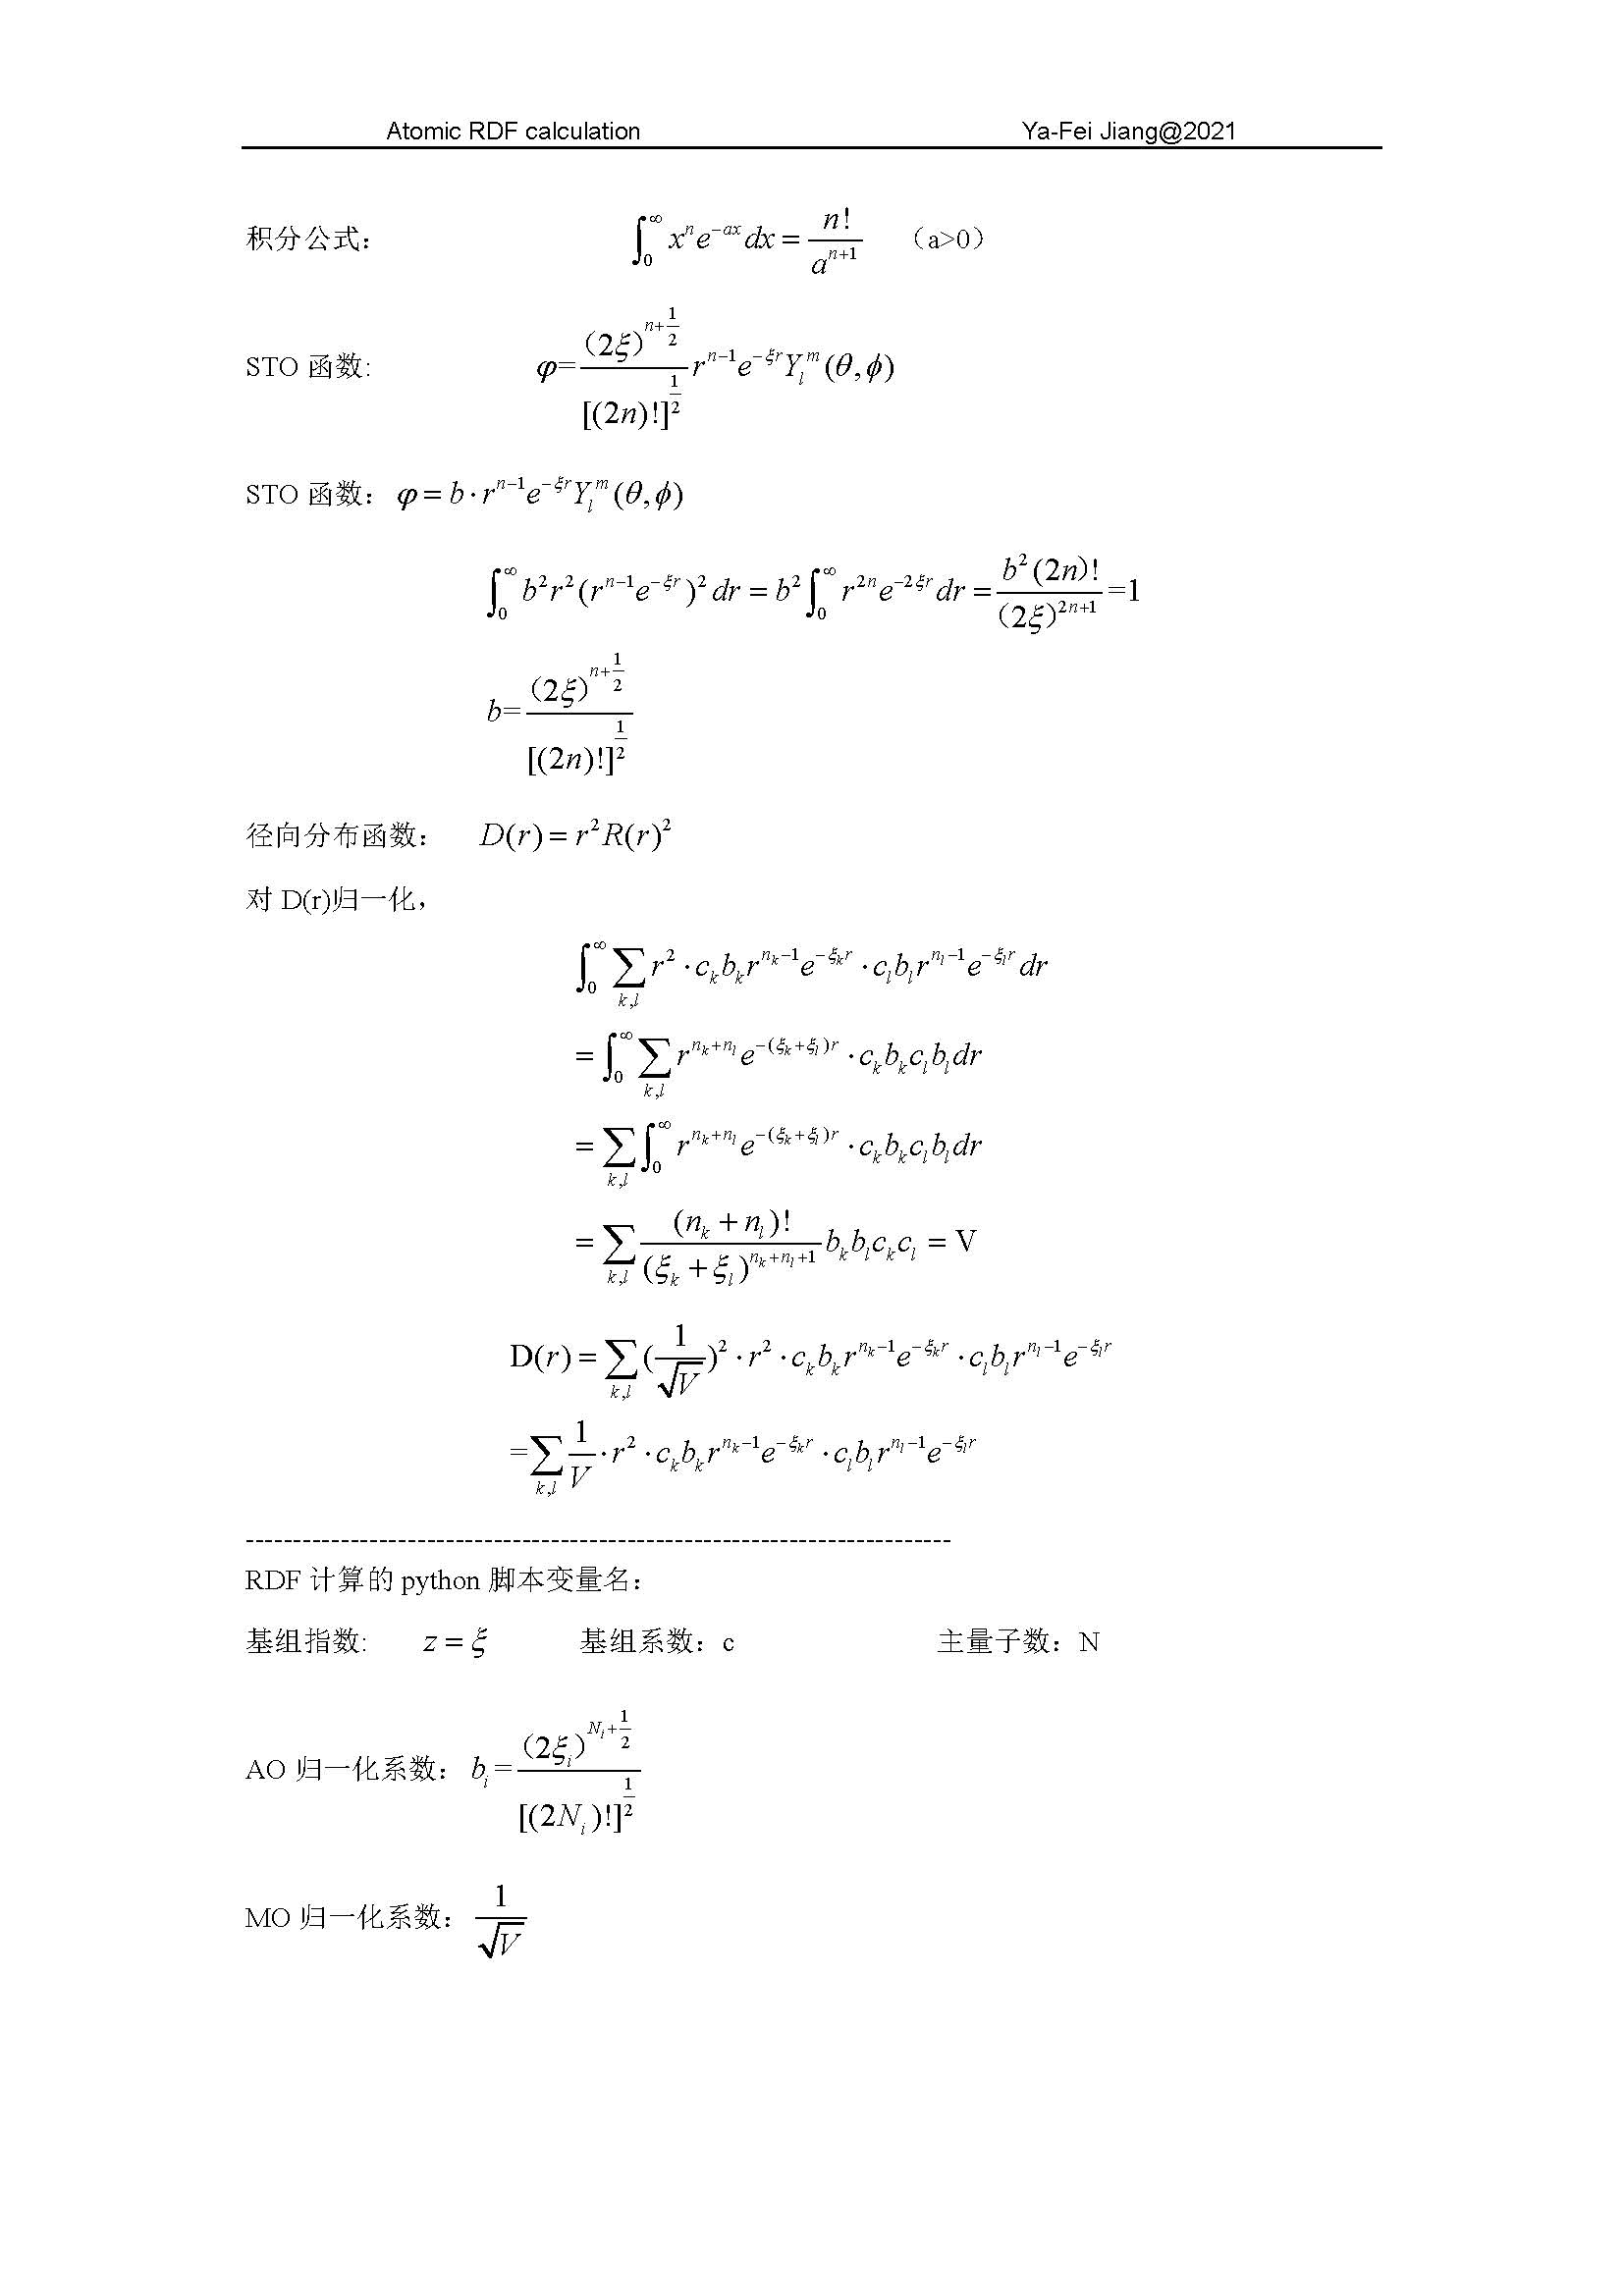 Atomic RDF calculation Ya-Fei Jiang@2021
积分公式： $\int_0^\infty x^n e^{-ax} dx = \frac{n!}{a^{n+1}}$ （a>0）
STO 函数: $\varphi = \frac{(2\xi)^{n+\frac{1}{2}}}{[(2n)!]^{\frac{1}{2}}} r^{n-1} e^{-\xi r} Y_l^m(\theta,\phi)$
STO 函数： $\varphi = b \cdot r^{n-1} e^{-\xi r} Y_l^m(\theta,\phi)$
$\int_0^\infty b^2 r^2 (r^{n-1} e^{-\xi r})^2 dr = b^2 \int_0^\infty r^{2n} e^{-2\xi r} dr = \frac{b^2 (2n)!}{(2\xi)^{2n+1}} = 1$
$b = \frac{(2\xi)^{n+\frac{1}{2}}}{[(2n)!]^{\frac{1}{2}}}$
径向分布函数： $D(r) = r^2 R(r)^2$
对 D(r)归一化，
$\int_0^\infty \sum_{k,l} r^2 \cdot c_k b_k r^{n_k-1} e^{-\xi_k r} \cdot c_l b_l r^{n_l-1} e^{-\xi_l r} dr$
$= \int_0^\infty \sum_{k,l} r^{n_k+n_l} e^{-(\xi_k+\xi_l)r} \cdot c_k b_k c_l b_l dr$
$= \sum_{k,l} \int_0^\infty r^{n_k+n_l} e^{-(\xi_k+\xi_l)r} \cdot c_k b_k c_l b_l dr$
$= \sum_{k,l} \frac{(n_k+n_l)!}{(\xi_k+\xi_l)^{n_k+n_l+1}} b_k b_l c_k c_l = \mathrm{V}$
$\mathrm{D}(r) = \sum_{k,l} (\frac{1}{\sqrt{V}})^2 \cdot r^2 \cdot c_k b_k r^{n_k-1} e^{-\xi_k r} \cdot c_l b_l r^{n_l-1} e^{-\xi_l r}$
$= \sum_{k,l} \frac{1}{V} \cdot r^2 \cdot c_k b_k r^{n_k-1} e^{-\xi_k r} \cdot c_l b_l r^{n_l-1} e^{-\xi_l r}$
--------------------------------------------------------------------------
RDF 计算的 python 脚本变量名：
基组指数: $z = \xi$ 基组系数：c 主量子数：N
AO 归一化系数： $b_i = \frac{(2\xi_i)^{N_i+\frac{1}{2}}}{[(2N_i)!]^{\frac{1}{2}}}$
MO 归一化系数： $\frac{1}{\sqrt{V}}$